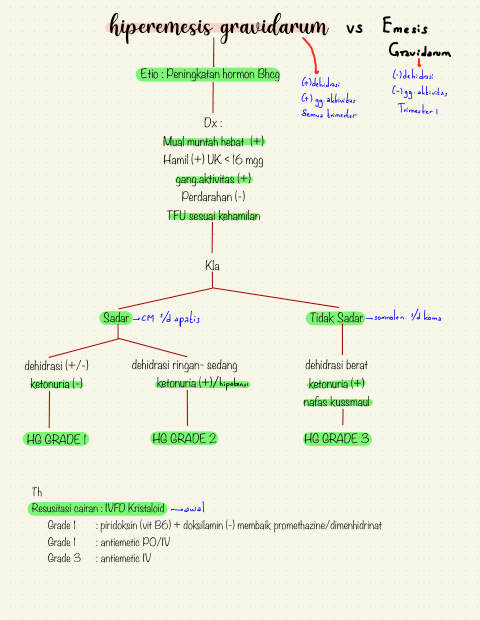 hiperemesis gravidarum vs Emesis Gravidarum
Etio : Peningkatan hormon Bhcg
(+) dehidrasi
(+) gg. aktivitas
Semua trimester
(-) dehidrasi
(-) gg. aktivitas
Trimester 1
Dx :
Mual muntah hebat (+)
Hamil (+) UK < 16 mgg
gang.aktivitas (+)
Perdarahan (-)
TFU sesuai kehamilan
Kla
Sadar → CM s/d apatis
Tidak Sadar → somnolen s/d koma
dehidrasi (+/-)
ketonuria (-)
HG GRADE 1
dehidrasi ringan- sedang
ketonuria (+)/hipotensi
HG GRADE 2
dehidrasi berat
ketonuria (+)
nafas kussmaul
HG GRADE 3
Th
Resusitasi cairan : IVFD Kristaloid → awal
Grade 1 : piridoksin (vit B6) + doksilamin (-) membaik promethazine/dimenhidrinat
Grade 1 : antiemetic PO/IV
Grade 3 : antiemetic IV